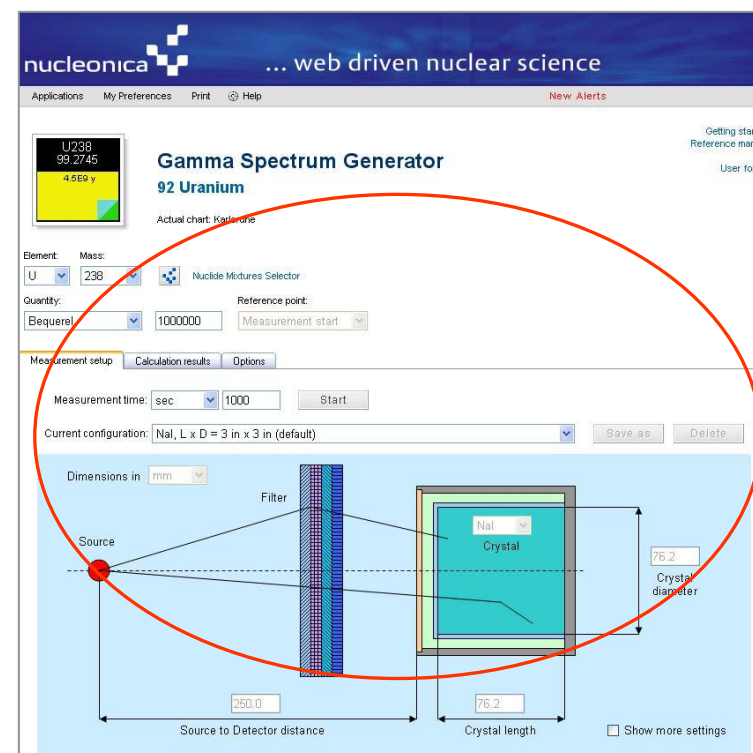 nucleonica ... web driven nuclear science
Applications My Preferences Print Help New Alerts
Getting star
Reference mar
User fo
U238
99.2745
4.5E9 y
Gamma Spectrum Generator
92 Uranium
Actual chart: Karlsruhe
Element: Mass:
U 238 Nuclide Mixtures Selector
Quantity: Reference point:
Bequerel 1000000 Measurement start
Measurement setup Calculation results Options
Measurement time: sec 1000 Start
Current configuration: NaI, L x D = 3 in x 3 in (default) Save as Delete
Dimensions in mm
Filter
Source
NaI
Crystal
76.2
Crystal
diameter
250.0 76.2
Source to Detector distance Crystal length Show more settings